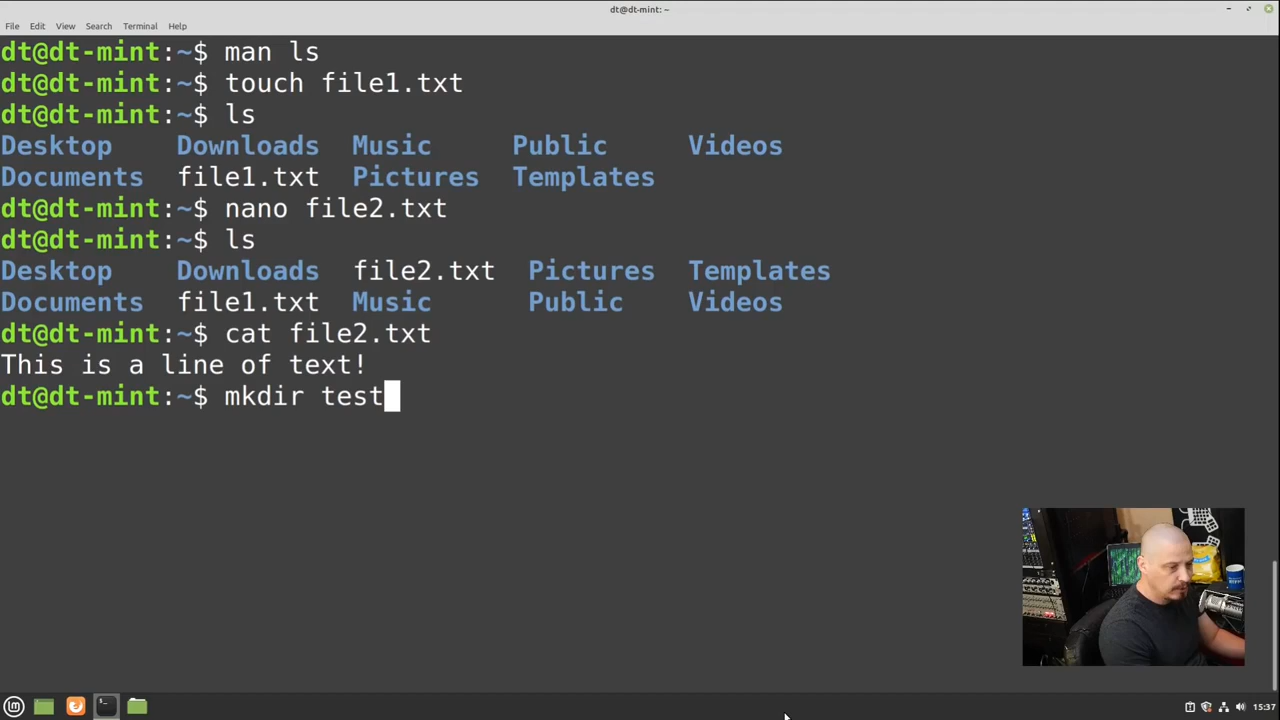 dt@dt-mint: ~
File Edit View Search Terminal Help
dt@dt-mint:~$ man ls
dt@dt-mint:~$ touch file1.txt
dt@dt-mint:~$ ls
Desktop Downloads Music Public Videos
Documents file1.txt Pictures Templates
dt@dt-mint:~$ nano file2.txt
dt@dt-mint:~$ ls
Desktop Downloads file2.txt Pictures Templates
Documents file1.txt Music Public Videos
dt@dt-mint:~$ cat file2.txt
This is a line of text!
dt@dt-mint:~$ mkdir test
15:37